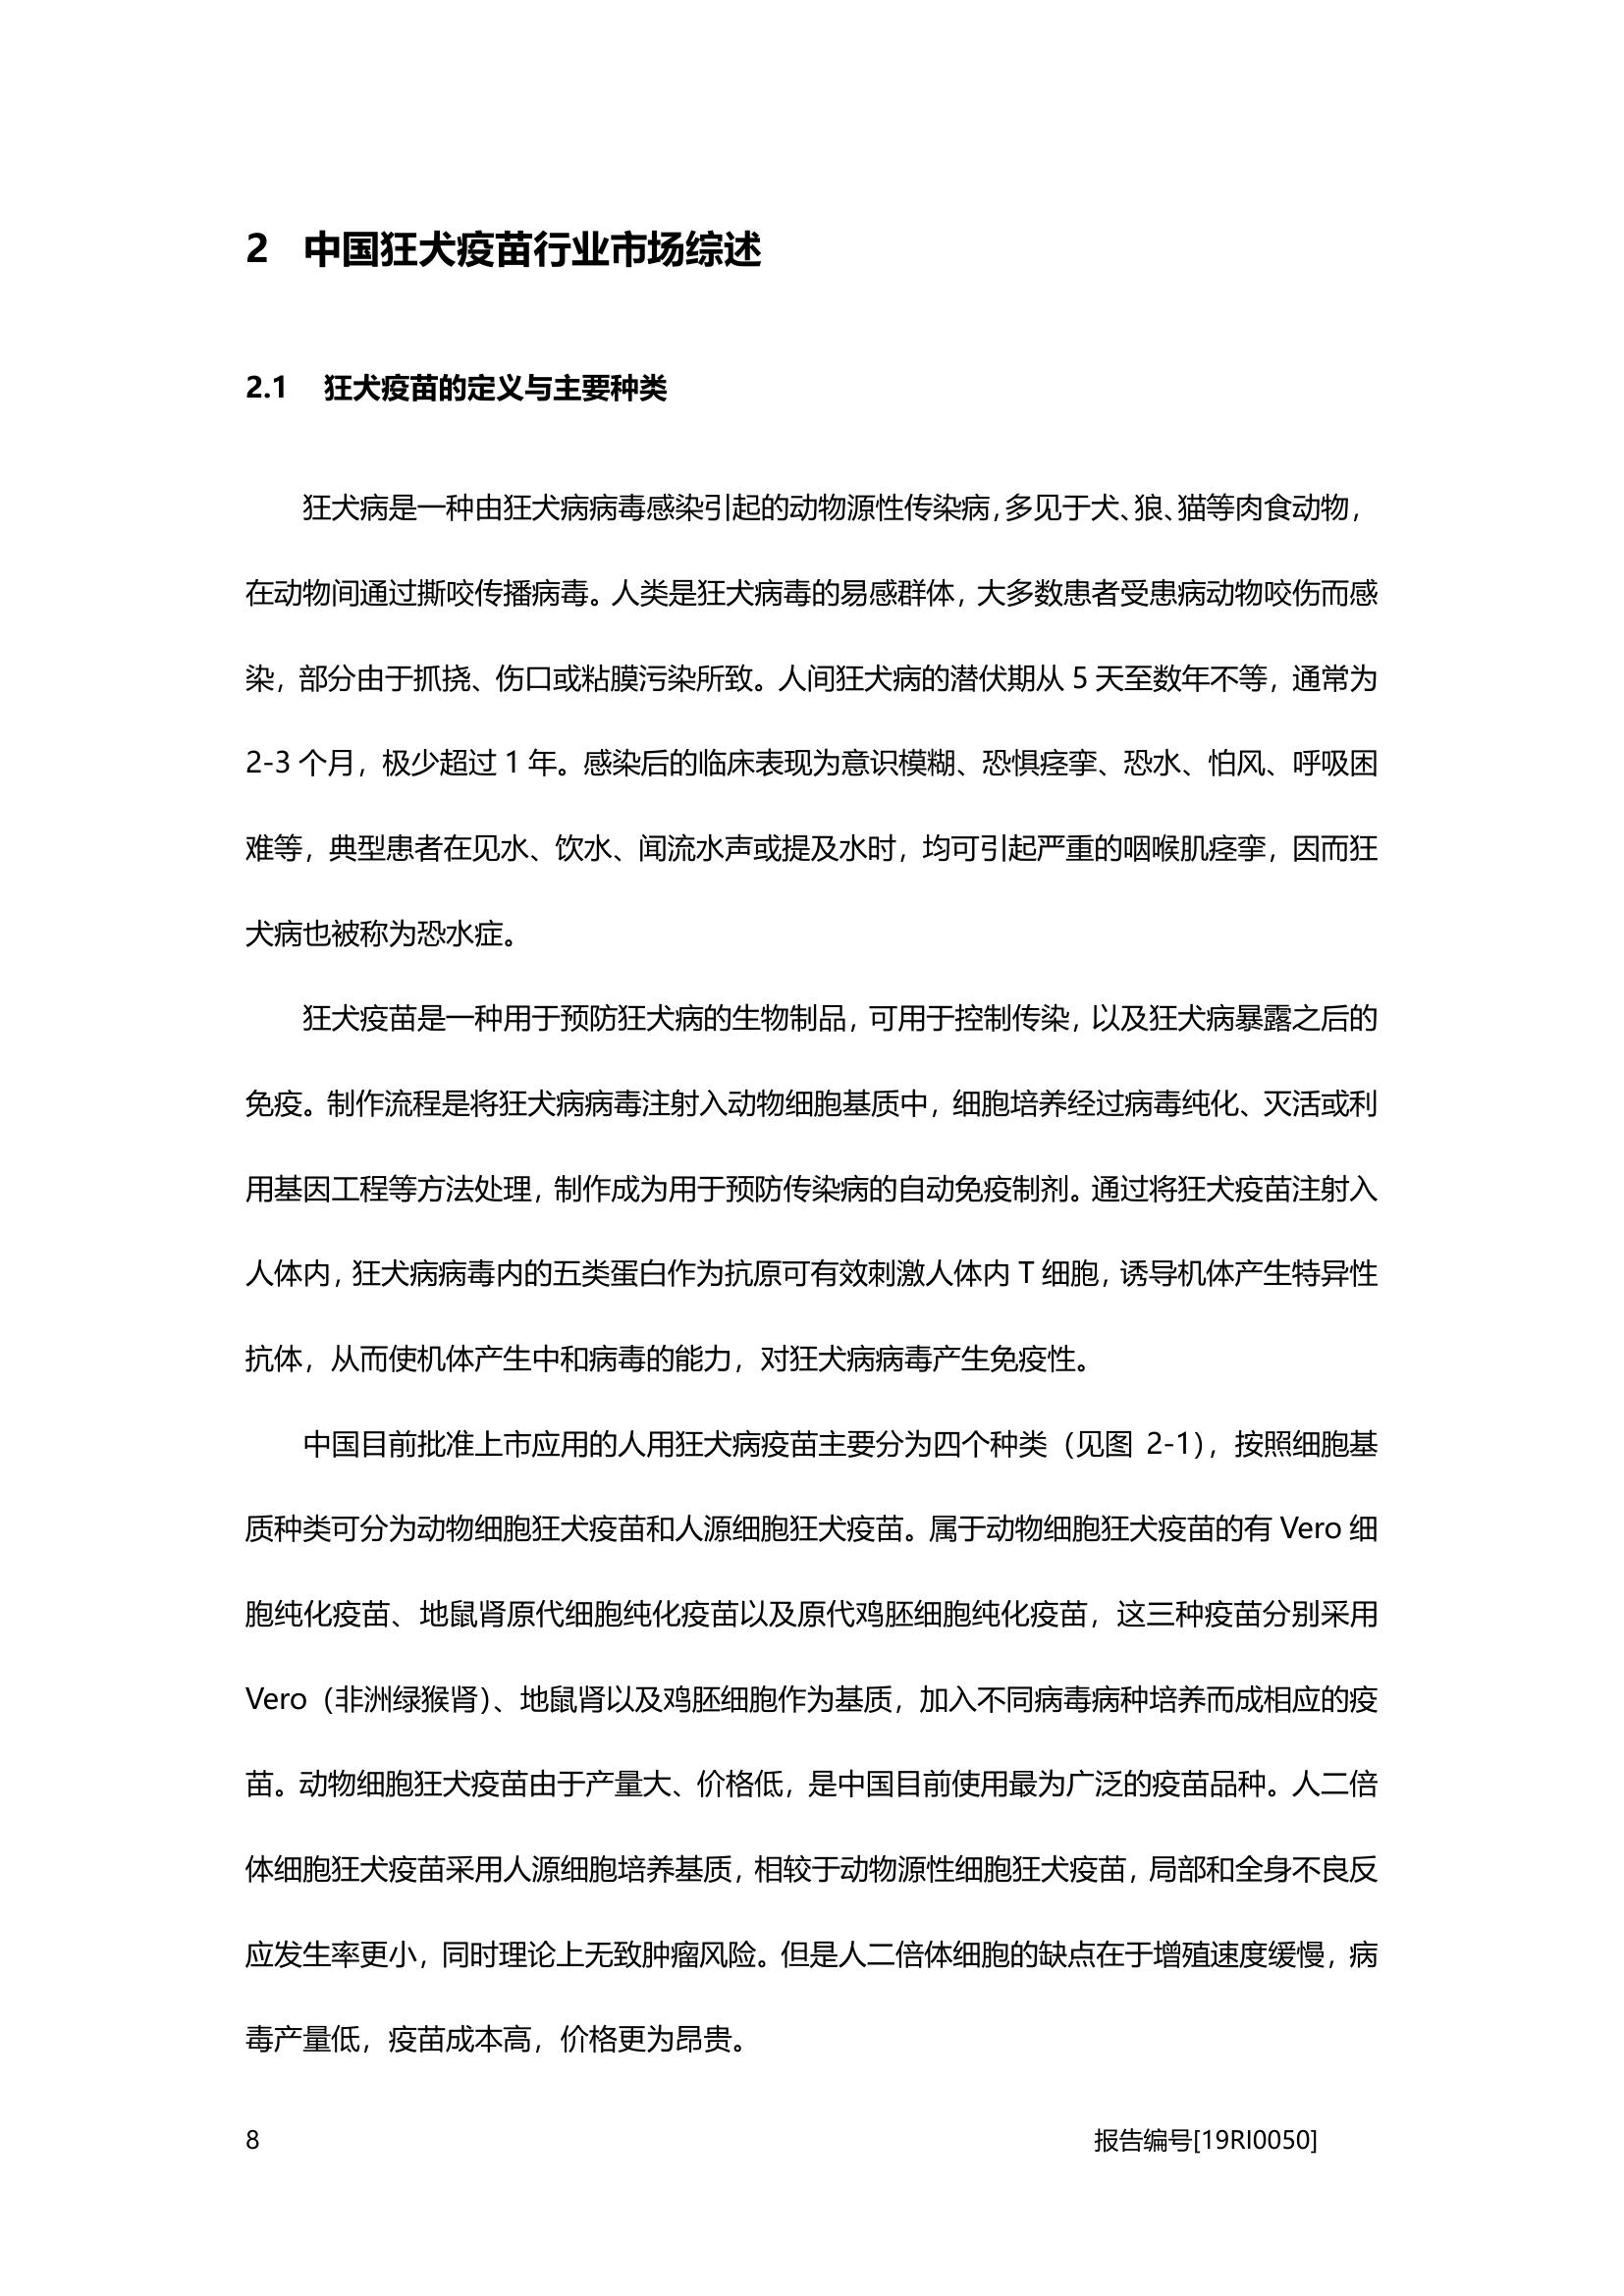 2 中国狂犬疫苗行业市场综述
2.1 狂犬疫苗的定义与主要种类
狂犬病是一种由狂犬病病毒感染引起的动物源性传染病，多见于犬、狼、猫等肉食动物，
在动物间通过撕咬传播病毒。人类是狂犬病毒的易感群体，大多数患者受患病动物咬伤而感
染，部分由于抓挠、伤口或粘膜污染所致。人间狂犬病的潜伏期从 5 天至数年不等，通常为
2-3 个月，极少超过 1 年。感染后的临床表现为意识模糊、恐惧痉挛、恐水、怕风、呼吸困
难等，典型患者在见水、饮水、闻流水声或提及水时，均可引起严重的咽喉肌痉挛，因而狂
犬病也被称为恐水症。
狂犬疫苗是一种用于预防狂犬病的生物制品，可用于控制传染，以及狂犬病暴露之后的
免疫。制作流程是将狂犬病病毒注射入动物细胞基质中，细胞培养经过病毒纯化、灭活或利
用基因工程等方法处理，制作成为用于预防传染病的自动免疫制剂。通过将狂犬疫苗注射入
人体内，狂犬病病毒内的五类蛋白作为抗原可有效刺激人体内 T 细胞，诱导机体产生特异性
抗体，从而使机体产生中和病毒的能力，对狂犬病病毒产生免疫性。
中国目前批准上市应用的人用狂犬病疫苗主要分为四个种类（见图 2-1），按照细胞基
质种类可分为动物细胞狂犬疫苗和人源细胞狂犬疫苗。属于动物细胞狂犬疫苗的有 Vero 细
胞纯化疫苗、地鼠肾原代细胞纯化疫苗以及原代鸡胚细胞纯化疫苗，这三种疫苗分别采用
Vero（非洲绿猴肾）、地鼠肾以及鸡胚细胞作为基质，加入不同病毒病种培养而成相应的疫
苗。动物细胞狂犬疫苗由于产量大、价格低，是中国目前使用最为广泛的疫苗品种。人二倍
体细胞狂犬疫苗采用人源细胞培养基质，相较于动物源性细胞狂犬疫苗，局部和全身不良反
应发生率更小，同时理论上无致肿瘤风险。但是人二倍体细胞的缺点在于增殖速度缓慢，病
毒产量低，疫苗成本高，价格更为昂贵。
8 报告编号[19RI0050]